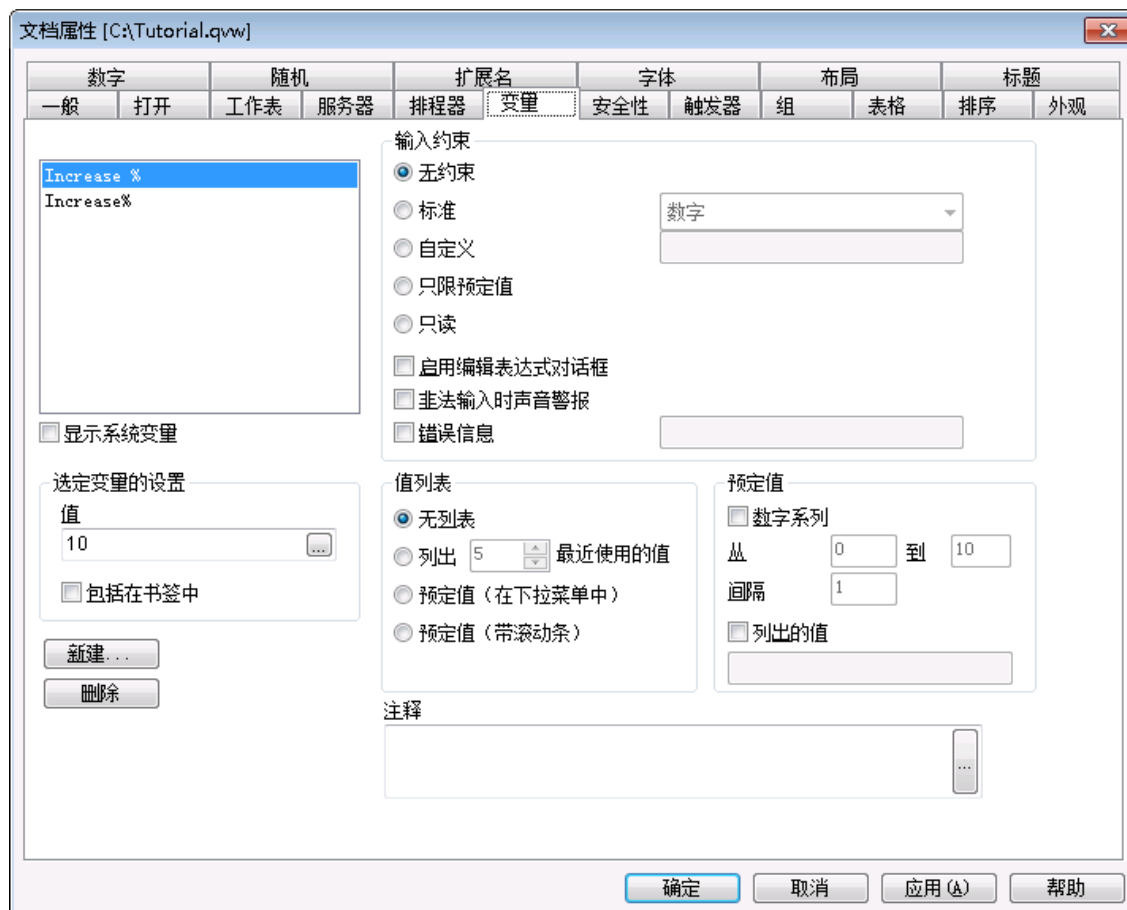 文档属性 [C:\Tutorial.qvw]
数字 随机 扩展名 字体 布局 标题
一般 打开 工作表 服务器 排程器 变量 安全性 触发器 组 表格 排序 外观
Increase %
Increase%
显示系统变量
选定变量的设置
值
10
...
包括在书签中
新建...
删除
输入约束
无约束
标准
数字
自定义
只限预定值
只读
启用编辑表达式对话框
非法输入时声音警报
错误信息
值列表
无列表
列出 5 最近使用的值
预定值（在下拉菜单中）
预定值（带滚动条）
预定值
数字系列
从 0 到 10
间隔 1
列出的值
注释
...
确定 取消 应用(A) 帮助